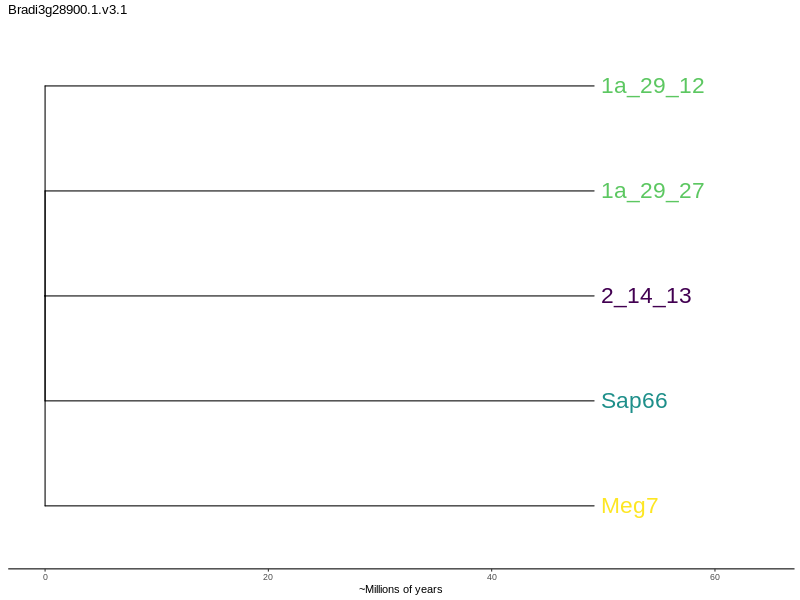 Bradi3g28900.1.v3.1
1a_29_12
1a_29_27
2_14_13
Sap66
Meg7
0 20 40 60
~Millions of years